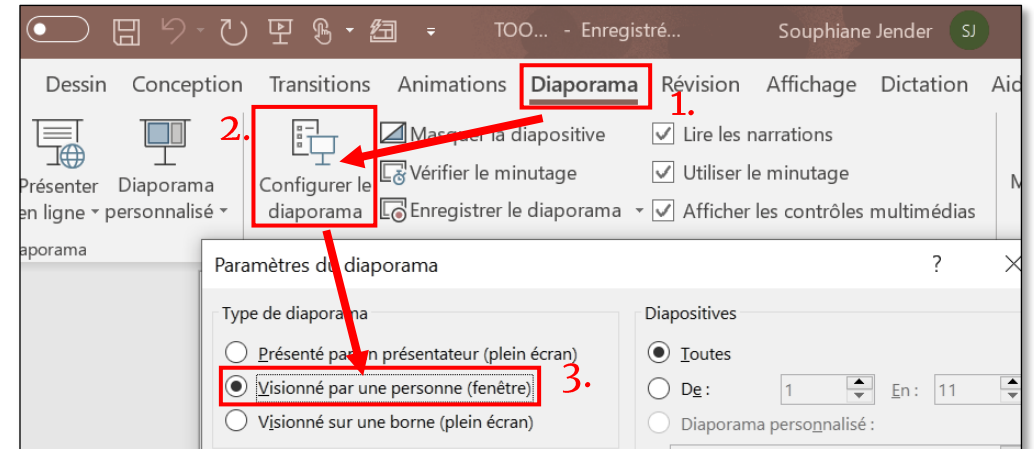 TOO... - Enregistré... Souphiane Jender SJ
Dessin Conception Transitions Animations Diaporama Révision Affichage Dictation Aid
1.
2.
Masquer la diapositive Lire les narrations
Présenter Diaporama Configurer le Vérifier le minutage Utiliser le minutage M
en ligne personnalisé diaporama Enregistrer le diaporama Afficher les contrôles multimédias
aporama
Paramètres du diaporama ?
Type de diaporama Diapositives
Présenté par un présentateur (plein écran) Toutes
Visionné par une personne (fenêtre) 3. De : 1 En : 11
Visionné sur une borne (plein écran) Diaporama personnalisé :